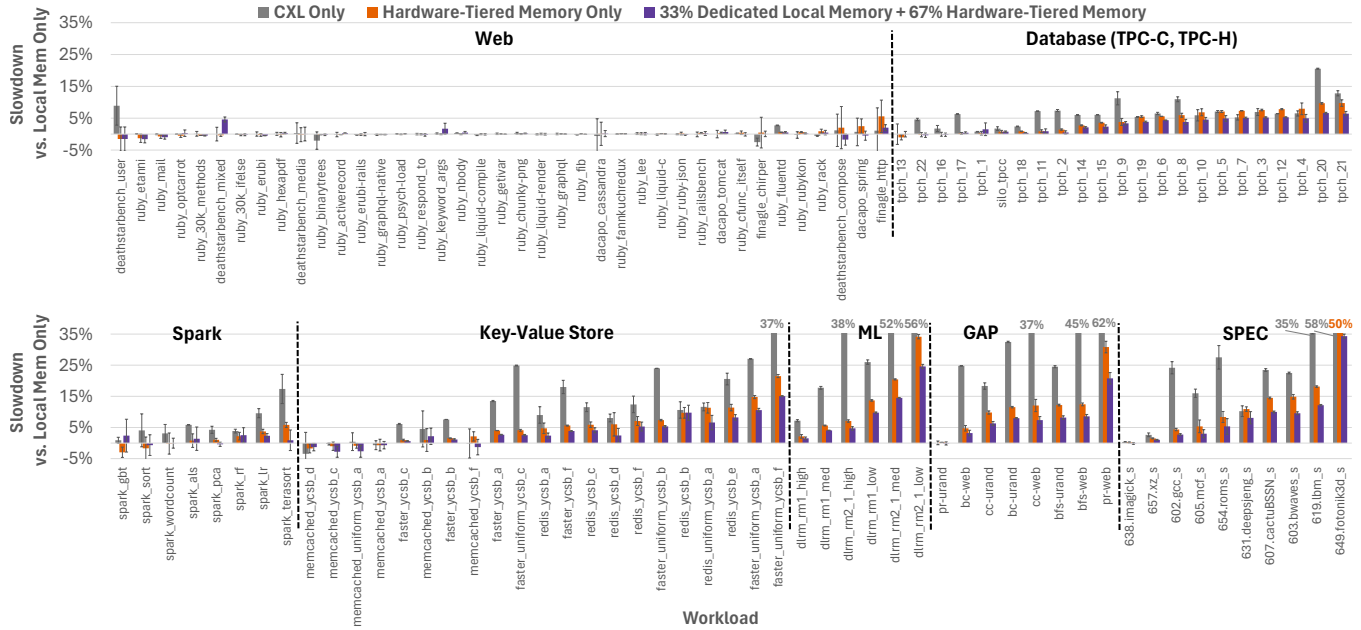 CXL Only Hardware-Tiered Memory Only 33% Dedicated Local Memory + 67% Hardware-Tiered Memory
Slowdown
vs. Local Mem Only
35%
25%
15%
5%
-5%
Web
Database (TPC-C, TPC-H)
deathstarbench_user
ruby_etanni
ruby_mail
ruby_optcarrot
ruby_30k_methods
deathstarbench_mixed
ruby_30k_ifelse
ruby_erubi
ruby_hexapdf
deathstarbench_media
ruby_binarytrees
ruby_activerecord
ruby_erubi-rails
ruby_graphql-native
ruby_psych-load
ruby_respond_to
ruby_keyword_args
ruby_nbody
ruby_liquid-compile
ruby_getivar
ruby_chunky-png
ruby_liquid-render
ruby_graphql
ruby_fib
dacapo_cassandra
ruby_fannkuchredux
ruby_lee
ruby_liquid-c
ruby_ruby-json
ruby_railsbench
dacapo_tomcat
ruby_cfunc_itself
finagle_chirper
ruby_fluentd
ruby_rubykon
ruby_rack
deathstarbench_compose
dacapo_spring
finagle_http
tpch_13
tpch_22
tpch_16
tpch_17
tpch_1
silo_tpcc
tpch_18
tpch_11
tpch_2
tpch_14
tpch_15
tpch_9
tpch_19
tpch_6
tpch_8
tpch_10
tpch_5
tpch_7
tpch_3
tpch_12
tpch_4
tpch_20
tpch_21
Slowdown
vs. Local Mem Only
35%
25%
15%
5%
-5%
Spark
Key-Value Store
ML
GAP
SPEC
37%
38%
52%
56%
37%
45%
62%
35%
58%
50%
spark_gbt
spark_sort
spark_wordcount
spark_als
spark_pca
spark_rf
spark_lr
spark_terasort
memcached_ycsb_d
memcached_ycsb_c
memcached_uniform_ycsb_a
memcached_ycsb_a
faster_ycsb_c
memcached_ycsb_b
faster_ycsb_b
memcached_ycsb_f
faster_ycsb_a
faster_uniform_ycsb_c
redis_ycsb_a
faster_ycsb_f
redis_ycsb_c
redis_ycsb_d
redis_ycsb_f
faster_uniform_ycsb_b
redis_ycsb_b
redis_uniform_ycsb_a
redis_ycsb_e
faster_uniform_ycsb_a
faster_uniform_ycsb_f
dlrm_rm1_high
dlrm_rm1_med
dlrm_rm2_1_high
dlrm_rm1_low
dlrm_rm2_1_med
dlrm_rm2_1_low
pr-urand
bc-web
cc-urand
bc-urand
cc-web
bfs-urand
bfs-web
pr-web
638.imagick_s
657.xz_s
602.gcc_s
605.mcf_s
654.roms_s
631.deepsjeng_s
607.cactuBSSN_s
603.bwaves_s
619.lbm_s
649.fotonik3d_s
Workload